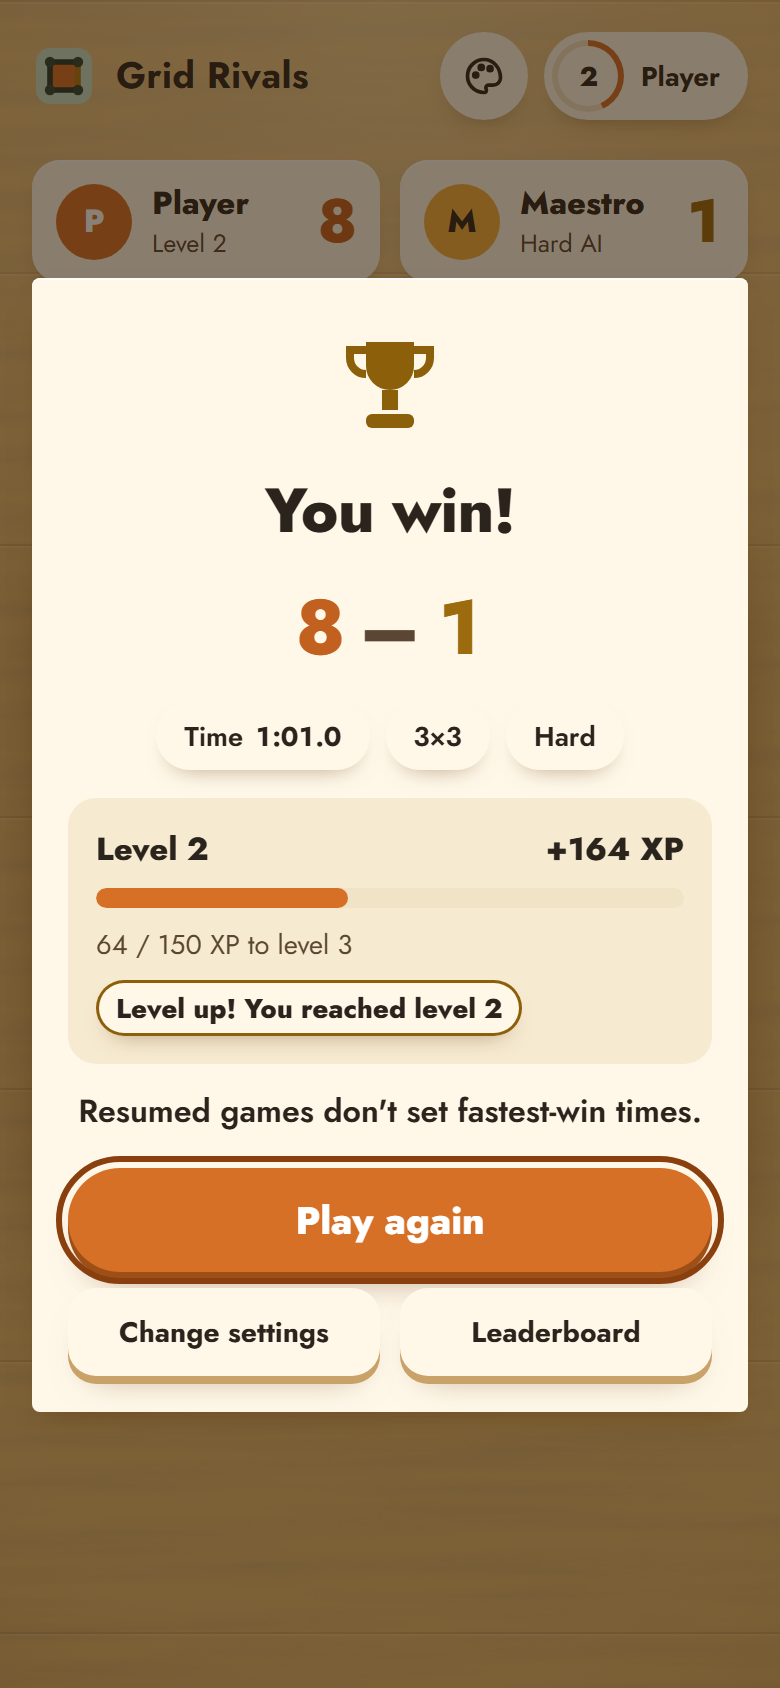 Grid Rivals
2 Player
P Player 8
Level 2
M Maestro 1
Hard AI
You win!
8 – 1
Time 1:01.0 3×3 Hard
Level 2 +164 XP
64 / 150 XP to level 3
Level up! You reached level 2
Resumed games don't set fastest-win times.
Play again
Change settings Leaderboard